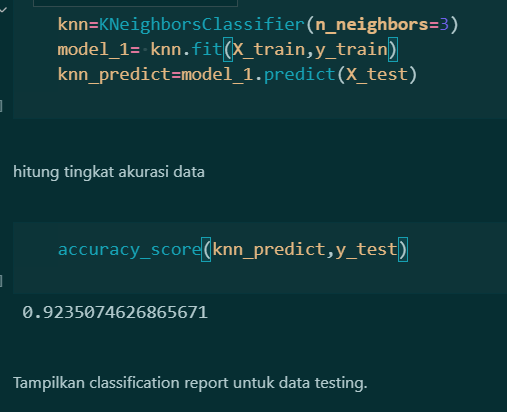 knn=KNeighborsClassifier(n_neighbors=3)
model_1= knn.fit(X_train,y_train)
knn_predict=model_1.predict(X_test)
hitung tingkat akurasi data
accuracy_score(knn_predict,y_test)
0.9235074626865671
Tampilkan classification report untuk data testing.